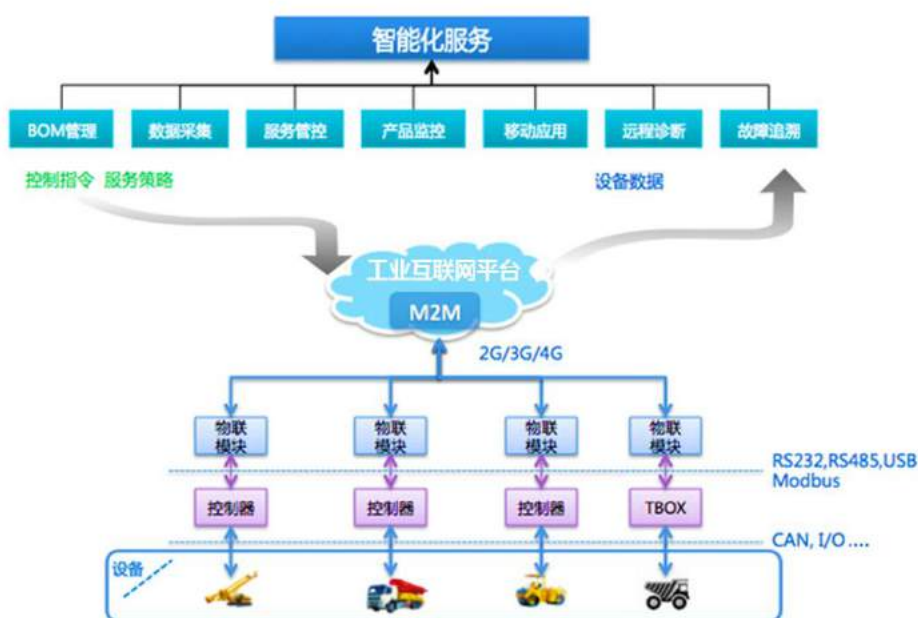 智能化服务
BOM管理
数据采集
服务管控
产品监控
移动应用
远程诊断
故障追溯
控制指令 服务策略
设备数据
工业互联网平台
M2M
2G/3G/4G
物联
模块
物联
模块
物联
模块
物联
模块
RS232,RS485,USB
Modbus
控制器
控制器
控制器
TBOX
CAN, I/O ....
设备